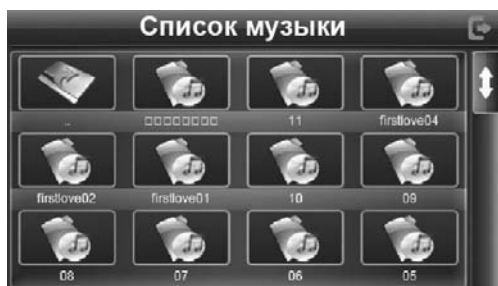 Список музыки
.. □□□□□□□□ 11 firstlove04
firstlove02 firstlove01 10 09
08 07 06 05